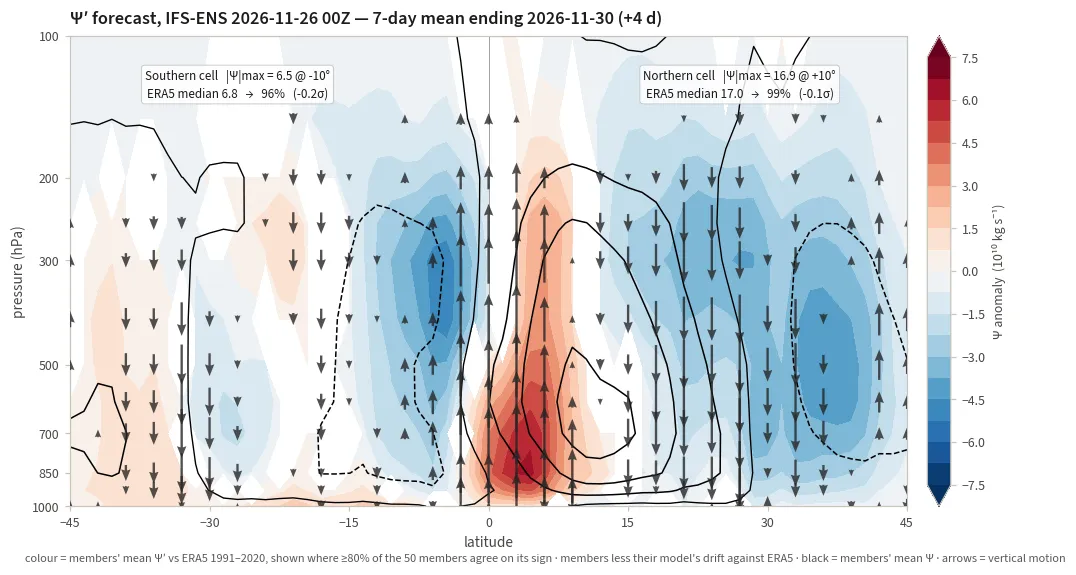 Ψ′ forecast, IFS-ENS 2026-11-26 00Z — 7-day mean ending 2026-11-30 (+4 d)
Southern cell |Ψ|max = 6.5 @ -10°
ERA5 median 6.8 → 96% (-0.2σ)
Northern cell |Ψ|max = 16.9 @ +10°
ERA5 median 17.0 → 99% (-0.1σ)
100
200
300
500
700
850
1000
pressure (hPa)
−45
−30
−15
0
15
30
45
latitude
7.5
6.0
4.5
3.0
1.5
0.0
−1.5
−3.0
−4.5
−6.0
−7.5
Ψ anomaly (10¹⁰ kg s⁻¹)
colour = members' mean Ψ′ vs ERA5 1991–2020, shown where ≥80% of the 50 members agree on its sign · members less their model's drift against ERA5 · black = members' mean Ψ · arrows = vertical motion